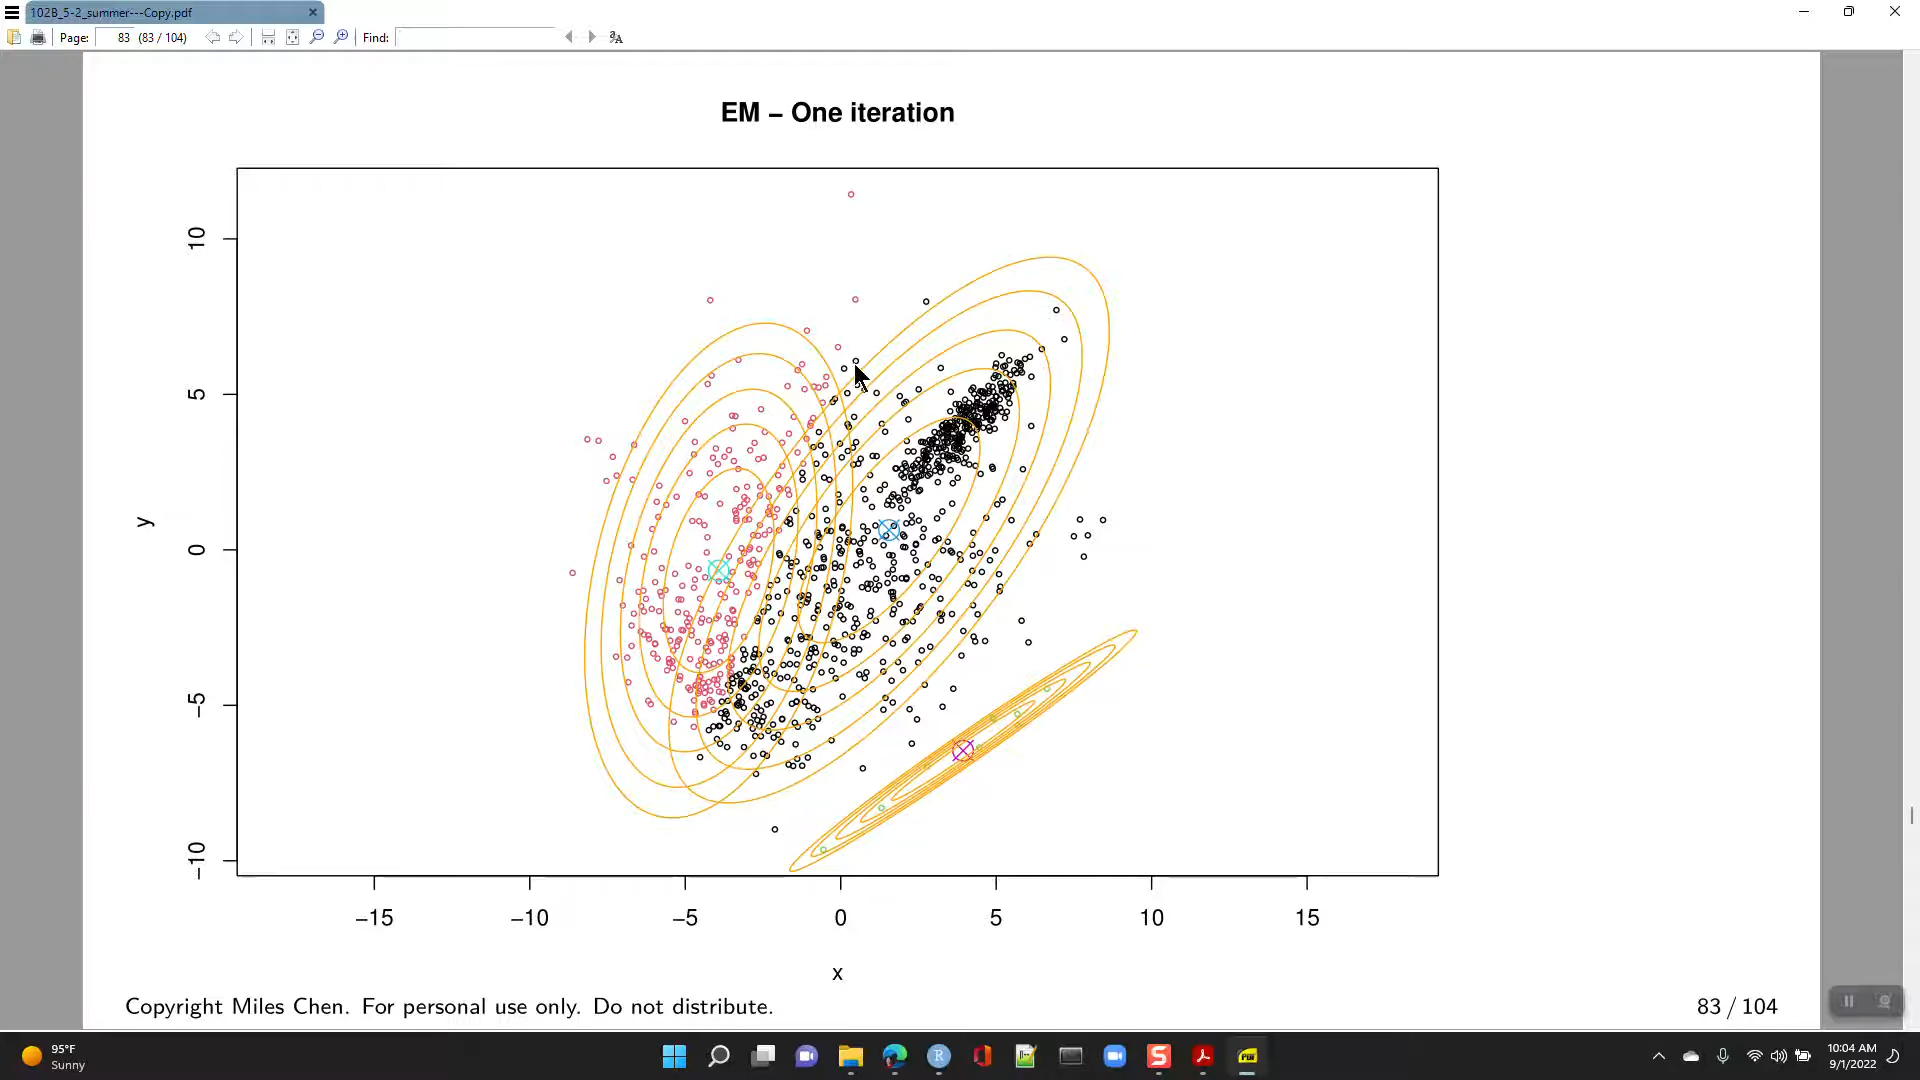 102B_5-2_summer---Copy.pdf
Page: 83 (83 / 104) Find:
EM – One iteration
10
5
0
−5
−10
y
−15 −10 −5 0 5 10 15
x
Copyright Miles Chen. For personal use only. Do not distribute.
83 / 104
95°F
Sunny
10:04 AM
9/1/2022